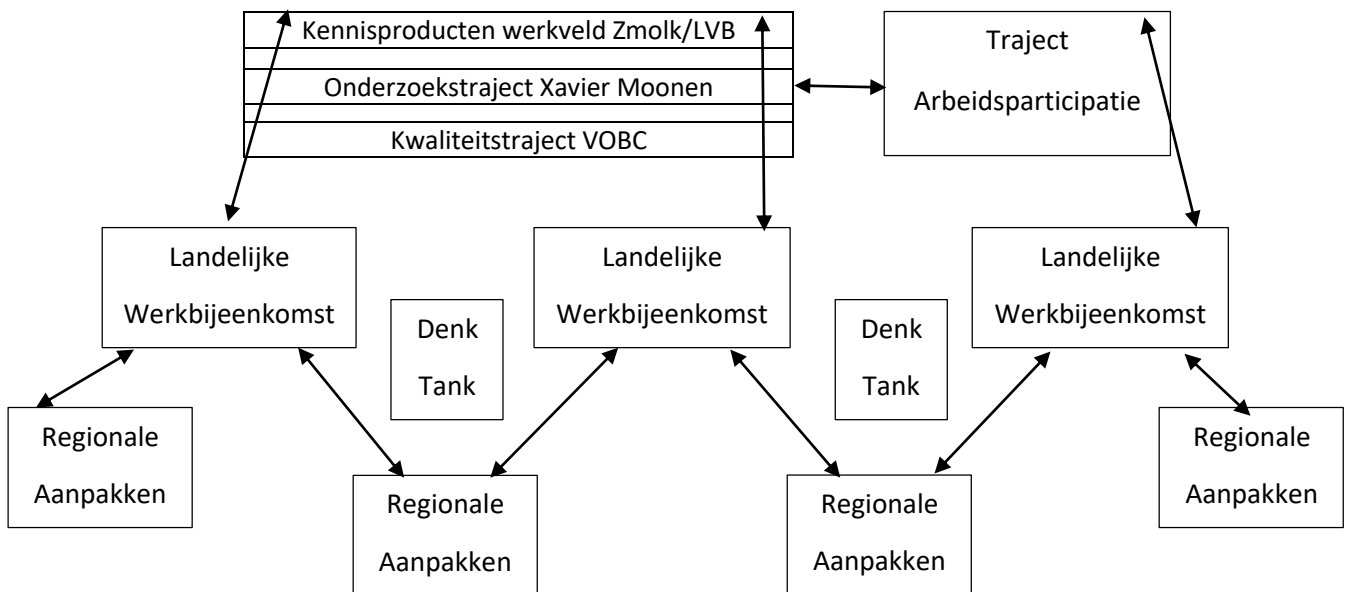 Kennisproducten werkveld Zmolk/LVB
Onderzoekstraject Xavier Moonen
Kwaliteitstraject VOBC
Traject
Arbeidsparticipatie
Landelijke
Werkbijeenkomst
Landelijke
Werkbijeenkomst
Landelijke
Werkbijeenkomst
Denk
Tank
Denk
Tank
Regionale
Aanpakken
Regionale
Aanpakken
Regionale
Aanpakken
Regionale
Aanpakken